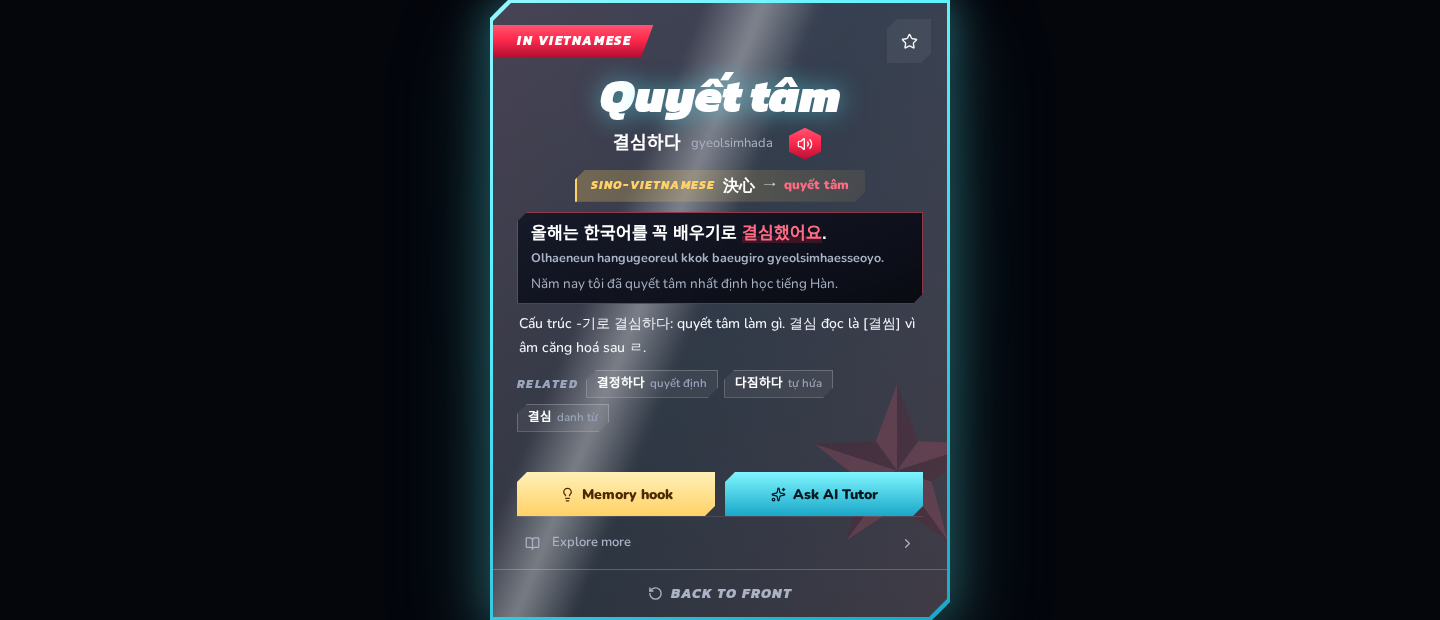 IN VIETNAMESE
Quyết tâm
결심하다 gyeolsimhada
SINO-VIETNAMESE 決心 → quyết tâm
올해는 한국어를 꼭 배우기로 결심했어요.
Olhaeneun hangugeoreul kkok baeugiro gyeolsimhaesseoyo.
Năm nay tôi đã quyết tâm nhất định học tiếng Hàn.
Cấu trúc -기로 결심하다: quyết tâm làm gì. 결심 đọc là [결씸] vì
âm căng hoá sau ㄹ.
RELATED 결정하다 quyết định 다짐하다 tự hứa
결심 danh từ
Memory hook Ask AI Tutor
Explore more
BACK TO FRONT